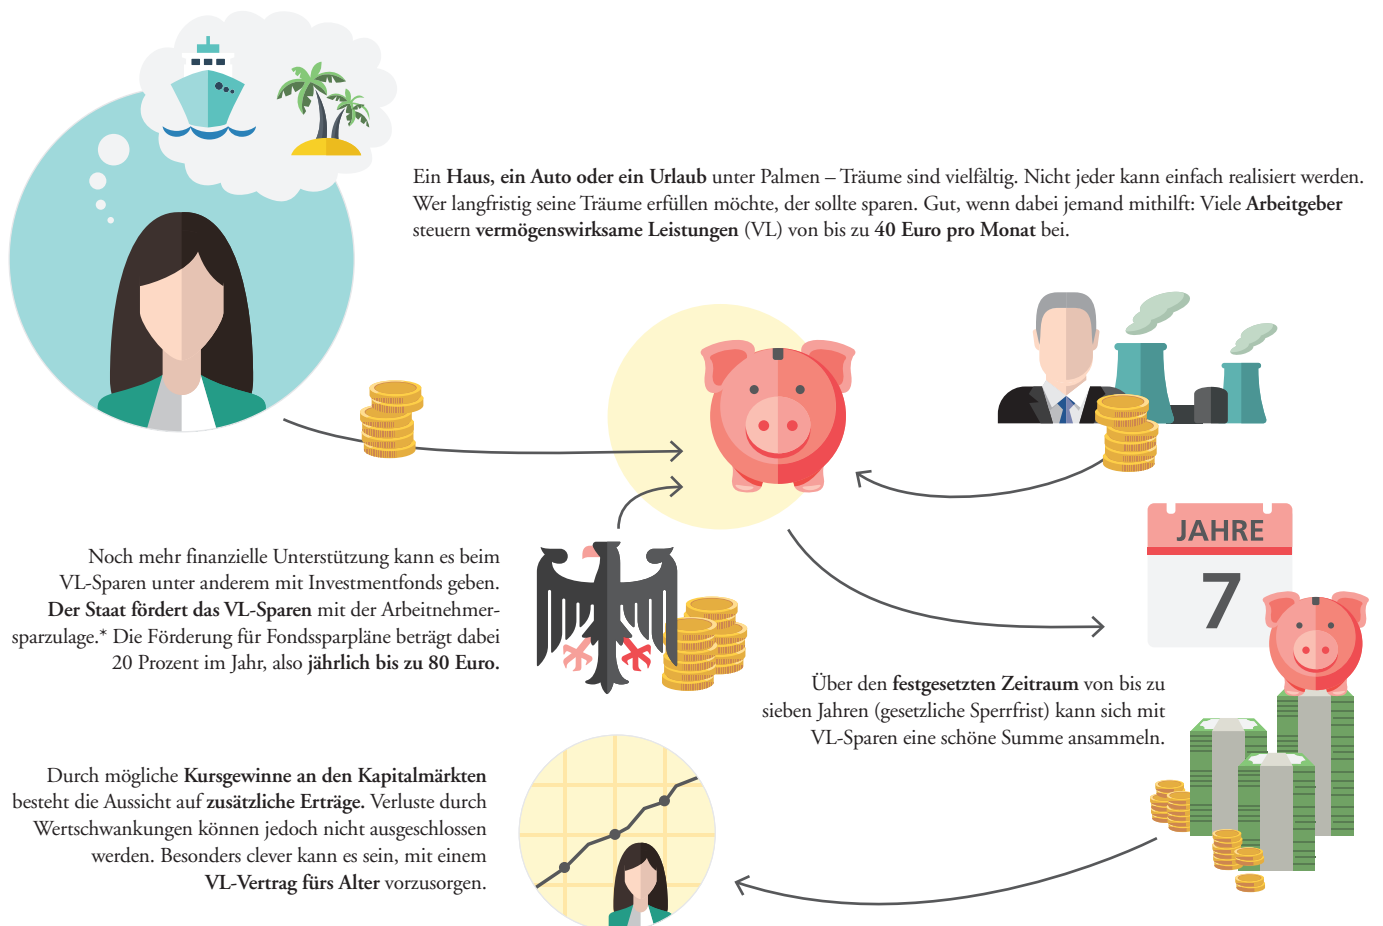 Ein Haus, ein Auto oder ein Urlaub unter Palmen – Träume sind vielfältig. Nicht jeder kann einfach realisiert werden.
Wer langfristig seine Träume erfüllen möchte, der sollte sparen. Gut, wenn dabei jemand mithilft: Viele Arbeitgeber
steuern vermögenswirksame Leistungen (VL) von bis zu 40 Euro pro Monat bei.
Noch mehr finanzielle Unterstützung kann es beim
VL-Sparen unter anderem mit Investmentfonds geben.
Der Staat fördert das VL-Sparen mit der Arbeitnehmer-
sparzulage.* Die Förderung für Fondssparpläne beträgt dabei
20 Prozent im Jahr, also jährlich bis zu 80 Euro.
JAHRE
7
Über den festgesetzten Zeitraum von bis zu
sieben Jahren (gesetzliche Sperrfrist) kann sich mit
VL-Sparen eine schöne Summe ansammeln.
Durch mögliche Kursgewinne an den Kapitalmärkten
besteht die Aussicht auf zusätzliche Erträge. Verluste durch
Wertschwankungen können jedoch nicht ausgeschlossen
werden. Besonders clever kann es sein, mit einem
VL-Vertrag fürs Alter vorzusorgen.